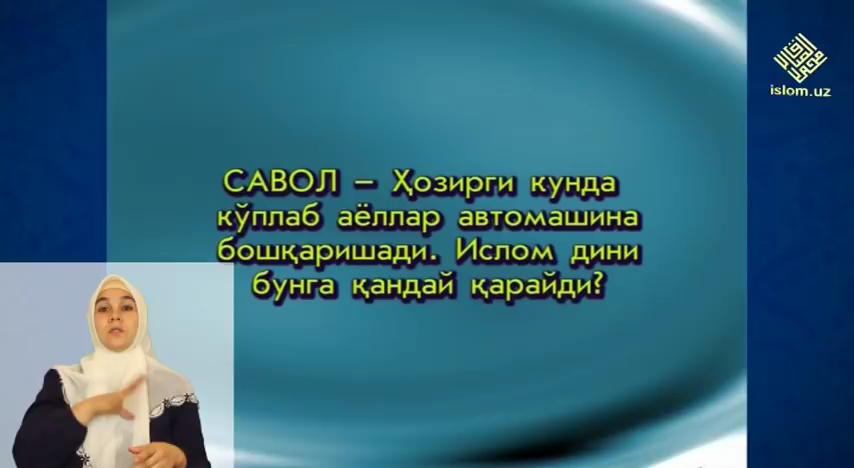 islom.uz
САВОЛ – Ҳозирги кунда
кўплаб аёллар автомашина
бошқаришади. Ислом дини
бунга қандай қарайди?